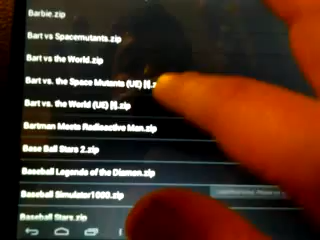 Barbie.zip
Bart vs Spacemutants.zip
Bart vs the World.zip
Bart vs. the Space Mutants (UE) [!].z
Bart vs. the World (UE) [!].zip
Bartman Meets Radioactive Man.zip
Base Ball Stars 2.zip
Baseball Legends of the Diamon.zip
Baseball Simulator1000.zip
Baseball Stars.zip